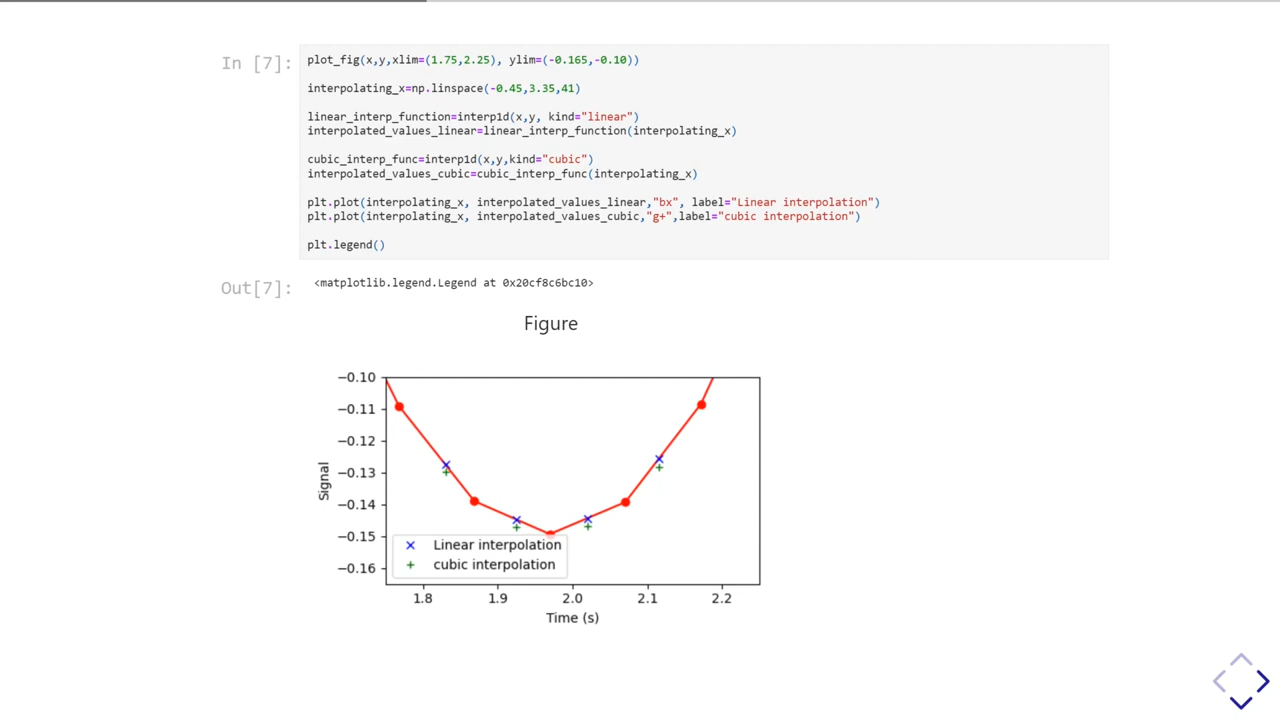 In [7]:
plot_fig(x,y,xlim=(1.75,2.25), ylim=(-0.165,-0.10))
interpolating_x=np.linspace(-0.45,3.35,41)
linear_interp_function=interp1d(x,y, kind="linear")
interpolated_values_linear=linear_interp_function(interpolating_x)
cubic_interp_func=interp1d(x,y,kind="cubic")
interpolated_values_cubic=cubic_interp_func(interpolating_x)
plt.plot(interpolating_x, interpolated_values_linear,"bx", label="Linear interpolation")
plt.plot(interpolating_x, interpolated_values_cubic,"g+",label="cubic interpolation")
plt.legend()
Out[7]:
<matplotlib.legend.Legend at 0x20cf8c6bc10>
Figure
−0.10
−0.11
−0.12
−0.13
−0.14
−0.15
−0.16
Signal
Linear interpolation
cubic interpolation
1.8 1.9 2.0 2.1 2.2
Time (s)